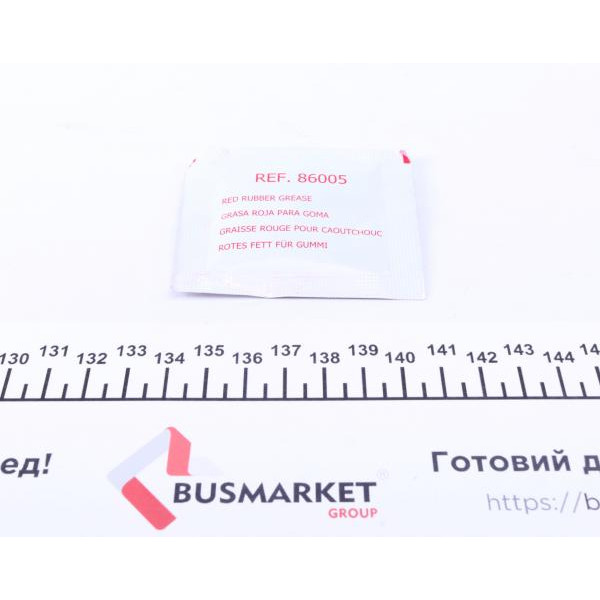 REF. 86005
RED RUBBER GREASE
GRASA ROJA PARA GOMA
GRAISSE ROUGE POUR CAOUTCHOUC
ROTES FETT FÜR GUMMI
130 131 132 133 134 135 136 137 138 139 140 141 142 143 144
ед!
Готовий д
BUSMARKET ®
GROUP
https://b